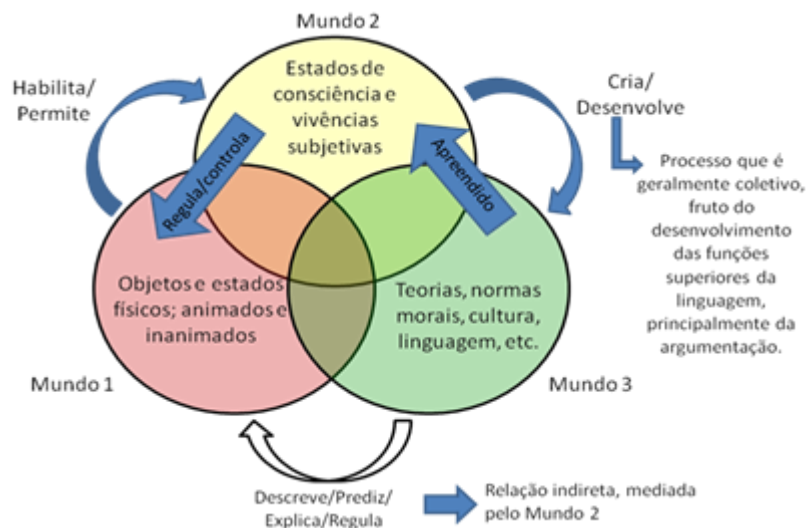 Mundo 2
Habilita/
Permite
Estados de
consciência e
vivências
subjetivas
Cria/
Desenvolve
Regula/controla
Apreendido
Processo que é
geralmente coletivo,
fruto do
desenvolvimento
das funções
superiores da
linguagem,
principalmente da
argumentação.
Objetos e estados
físicos; animados e
inanimados
Teorias, normas
morais, cultura,
linguagem, etc.
Mundo 1
Mundo 3
Descreve/Prediz/
Explica/Regula
Relação indireta, mediada
pelo Mundo 2